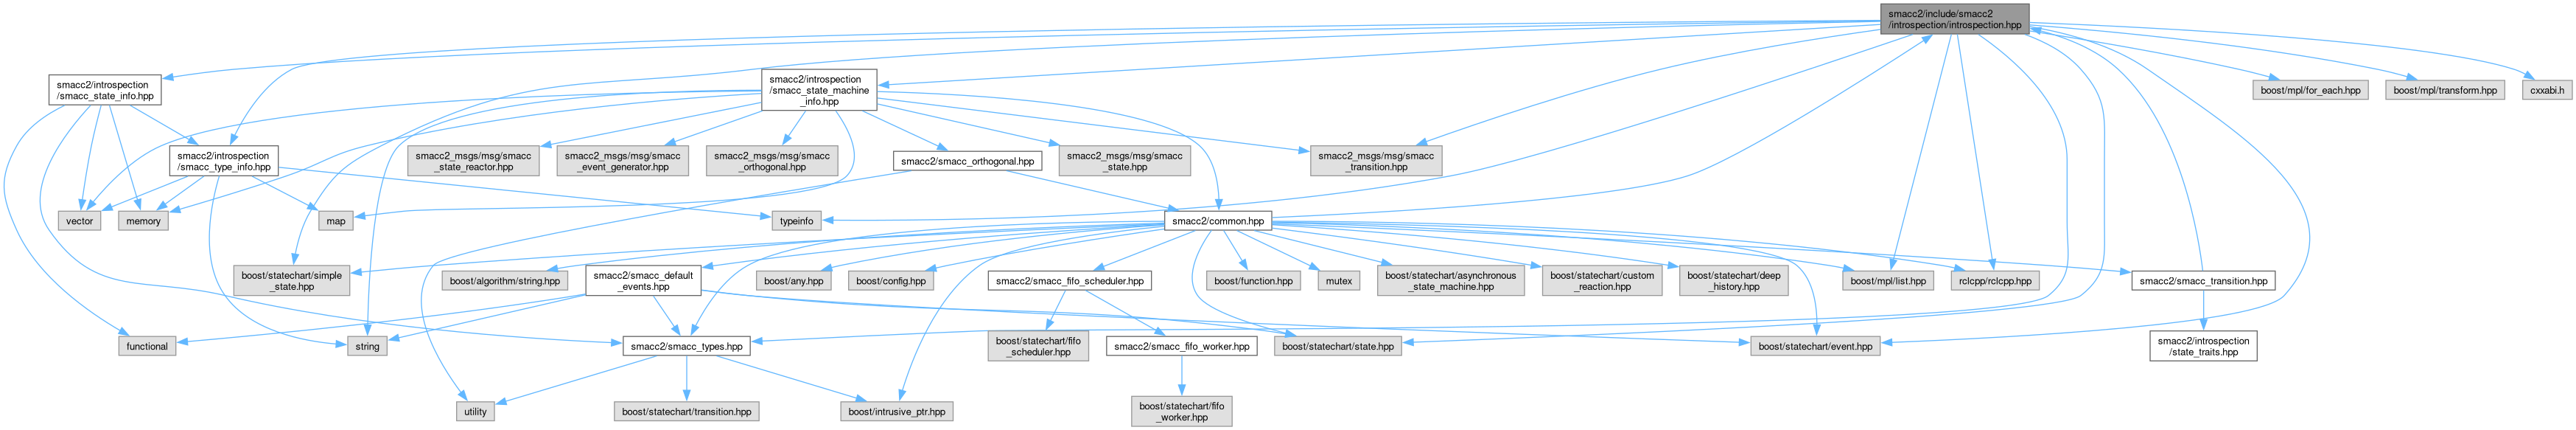 smacc2/include/smacc2
/introspection/introspection.hpp
smacc2/introspection
/smacc_state_info.hpp
smacc2/introspection
/smacc_state_machine
_info.hpp
boost/mpl/for_each.hpp
boost/mpl/transform.hpp
cxxabi.h
smacc2/introspection
/smacc_type_info.hpp
smacc2_msgs/msg/smacc
_state_reactor.hpp
smacc2_msgs/msg/smacc
_event_generator.hpp
smacc2_msgs/msg/smacc
_orthogonal.hpp
smacc2/smacc_orthogonal.hpp
smacc2_msgs/msg/smacc
_state.hpp
smacc2_msgs/msg/smacc
_transition.hpp
vector
memory
map
typeinfo
smacc2/common.hpp
boost/statechart/simple
_state.hpp
boost/algorithm/string.hpp
smacc2/smacc_default
_events.hpp
boost/any.hpp
boost/config.hpp
smacc2/smacc_fifo_scheduler.hpp
boost/function.hpp
mutex
boost/statechart/asynchronous
_state_machine.hpp
boost/statechart/custom
_reaction.hpp
boost/statechart/deep
_history.hpp
boost/mpl/list.hpp
rclcpp/rclcpp.hpp
smacc2/smacc_transition.hpp
functional
string
smacc2/smacc_types.hpp
boost/statechart/fifo
_scheduler.hpp
smacc2/smacc_fifo_worker.hpp
boost/statechart/state.hpp
boost/statechart/event.hpp
smacc2/introspection
/state_traits.hpp
utility
boost/statechart/transition.hpp
boost/intrusive_ptr.hpp
boost/statechart/fifo
_worker.hpp